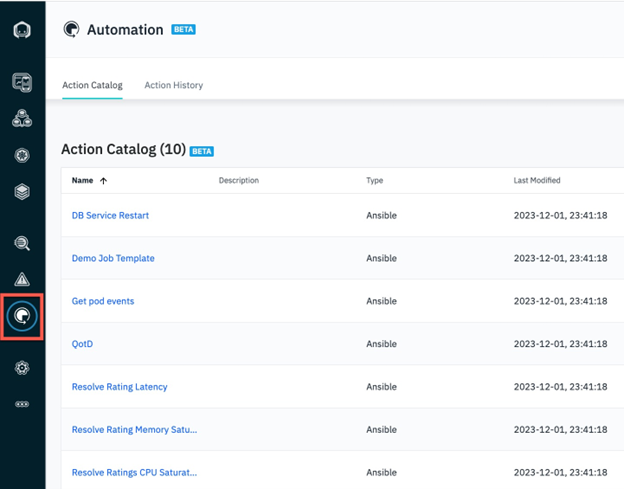 Automation BETA
Action Catalog Action History
Action Catalog (10) BETA
Name Description Type Last Modified
DB Service Restart Ansible 2023-12-01, 23:41:18
Demo Job Template Ansible 2023-12-01, 23:41:18
Get pod events Ansible 2023-12-01, 23:41:18
QotD Ansible 2023-12-01, 23:41:18
Resolve Rating Latency Ansible 2023-12-01, 23:41:18
Resolve Rating Memory Satu... Ansible 2023-12-01, 23:41:18
Resolve Ratings CPU Saturat... Ansible 2023-12-01, 23:41:18